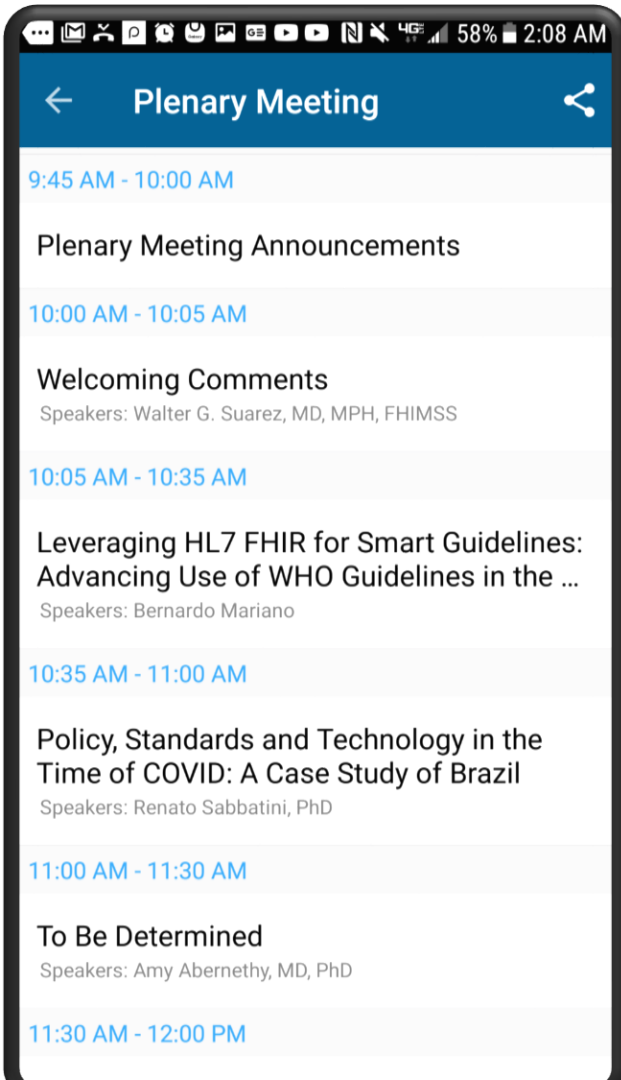 4G 58% 2:08 AM
Plenary Meeting
9:45 AM - 10:00 AM
Plenary Meeting Announcements
10:00 AM - 10:05 AM
Welcoming Comments
Speakers: Walter G. Suarez, MD, MPH, FHIMSS
10:05 AM - 10:35 AM
Leveraging HL7 FHIR for Smart Guidelines:
Advancing Use of WHO Guidelines in the ...
Speakers: Bernardo Mariano
10:35 AM - 11:00 AM
Policy, Standards and Technology in the
Time of COVID: A Case Study of Brazil
Speakers: Renato Sabbatini, PhD
11:00 AM - 11:30 AM
To Be Determined
Speakers: Amy Abernethy, MD, PhD
11:30 AM - 12:00 PM